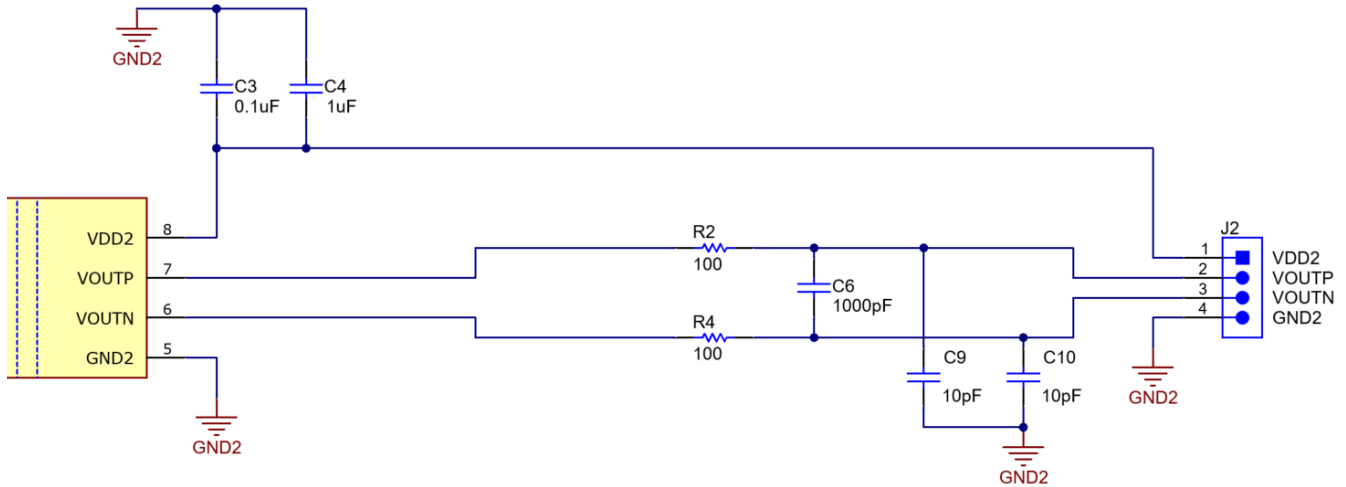 GND2
C3
0.1uF
C4
1uF
VDD2 8
VOUTP 7
VOUTN 6
GND2 5
GND2
R2
100
R4
100
C6
1000pF
C9
10pF
C10
10pF
GND2
J2
1 VDD2
2 VOUTP
3 VOUTN
4 GND2
GND2